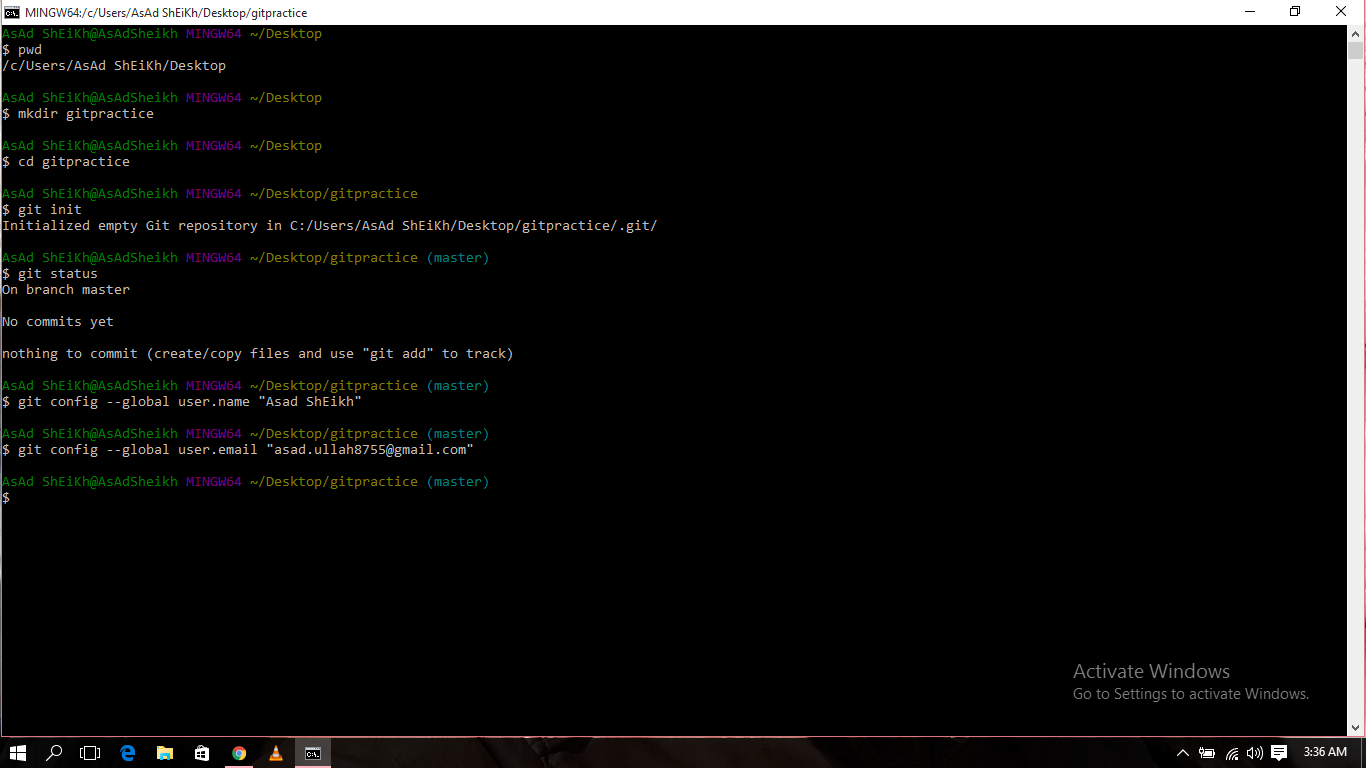 MINGW64:/c/Users/AsAd ShEiKh/Desktop/gitpractice
AsAd ShEiKh@AsAdSheikh MINGW64 ~/Desktop
$ pwd
/c/Users/AsAd ShEiKh/Desktop
AsAd ShEiKh@AsAdSheikh MINGW64 ~/Desktop
$ mkdir gitpractice
AsAd ShEiKh@AsAdSheikh MINGW64 ~/Desktop
$ cd gitpractice
AsAd ShEiKh@AsAdSheikh MINGW64 ~/Desktop/gitpractice
$ git init
Initialized empty Git repository in C:/Users/AsAd ShEiKh/Desktop/gitpractice/.git/
AsAd ShEiKh@AsAdSheikh MINGW64 ~/Desktop/gitpractice (master)
$ git status
On branch master
No commits yet
nothing to commit (create/copy files and use "git add" to track)
AsAd ShEiKh@AsAdSheikh MINGW64 ~/Desktop/gitpractice (master)
$ git config --global user.name "Asad ShEikh"
AsAd ShEiKh@AsAdSheikh MINGW64 ~/Desktop/gitpractice (master)
$ git config --global user.email "asad.ullah8755@gmail.com"
AsAd ShEiKh@AsAdSheikh MINGW64 ~/Desktop/gitpractice (master)
$
Activate Windows
Go to Settings to activate Windows.
3:36 AM